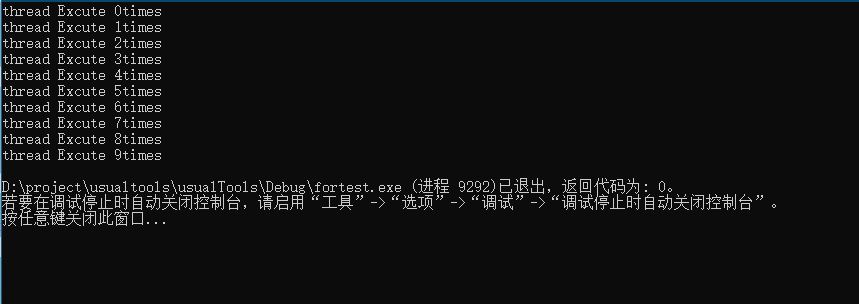 thread Excute 0times
thread Excute 1times
thread Excute 2times
thread Excute 3times
thread Excute 4times
thread Excute 5times
thread Excute 6times
thread Excute 7times
thread Excute 8times
thread Excute 9times
D:\project\usualtools\usualTools\Debug\fortest.exe (进程 9292)已退出，返回代码为: 0。
若要在调试停止时自动关闭控制台，请启用“工具”->“选项”->“调试”->“调试停止时自动关闭控制台”。
按任意键关闭此窗口...